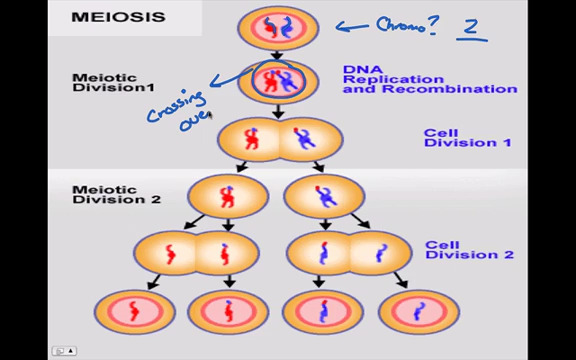 MEIOSIS
Chromo? 2
Meiotic
Division1
DNA
Replication
and Recombination
Crossing
over
Cell
Division 1
Meiotic
Division 2
Cell
Division 2